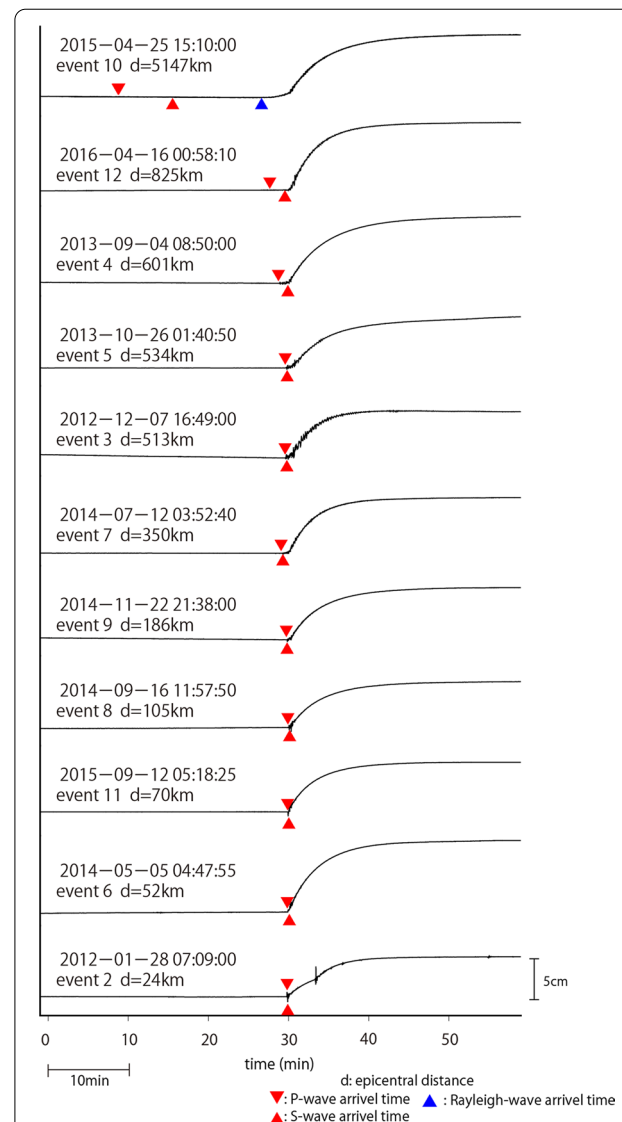 2015−04−25 15:10:00
event 10 d=5147km
2016−04−16 00:58:10
event 12 d=825km
2013−09−04 08:50:00
event 4 d=601km
2013−10−26 01:40:50
event 5 d=534km
2012−12−07 16:49:00
event 3 d=513km
2014−07−12 03:52:40
event 7 d=350km
2014−11−22 21:38:00
event 9 d=186km
2014−09−16 11:57:50
event 8 d=105km
2015−09−12 05:18:25
event 11 d=70km
2014−05−05 04:47:55
event 6 d=52km
2012−01−28 07:09:00
event 2 d=24km
5cm
0 10 20 30 40 50
time (min)
10min
d: epicentral distance
: P-wave arrivel time : Rayleigh-wave arrivel time
: S-wave arrivel time